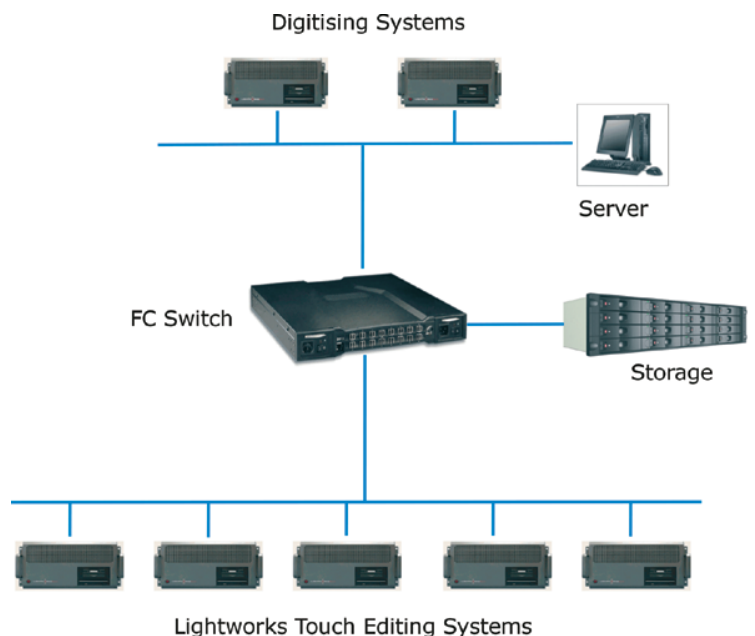 Digitising Systems
Server
FC Switch
Storage
Lightworks Touch Editing Systems